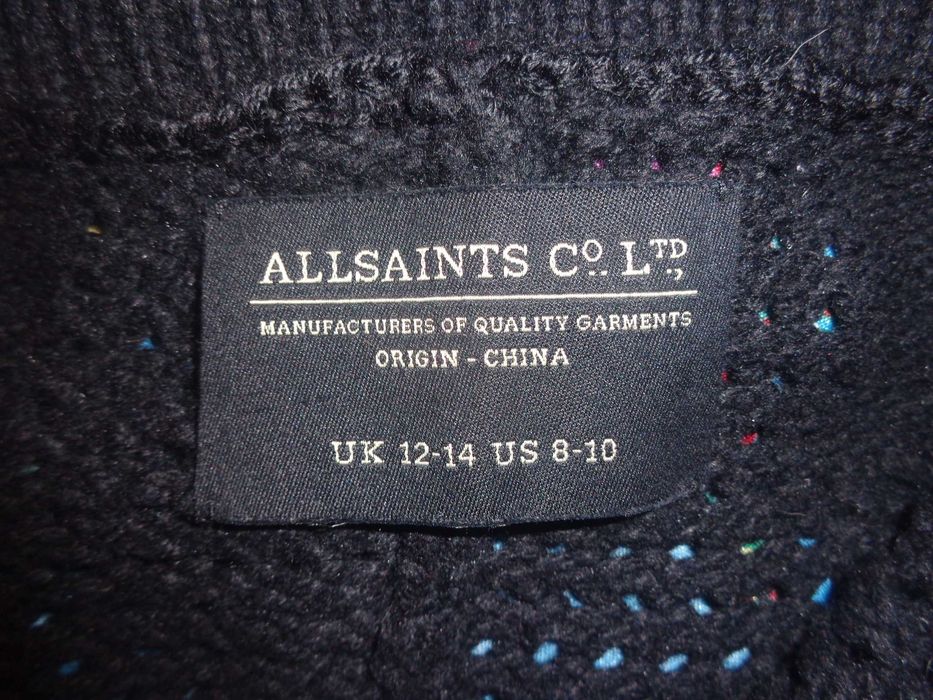 ALLSAINTS Cº. LTD,
MANUFACTURERS OF QUALITY GARMENTS
ORIGIN - CHINA
UK 12-14 US 8-10